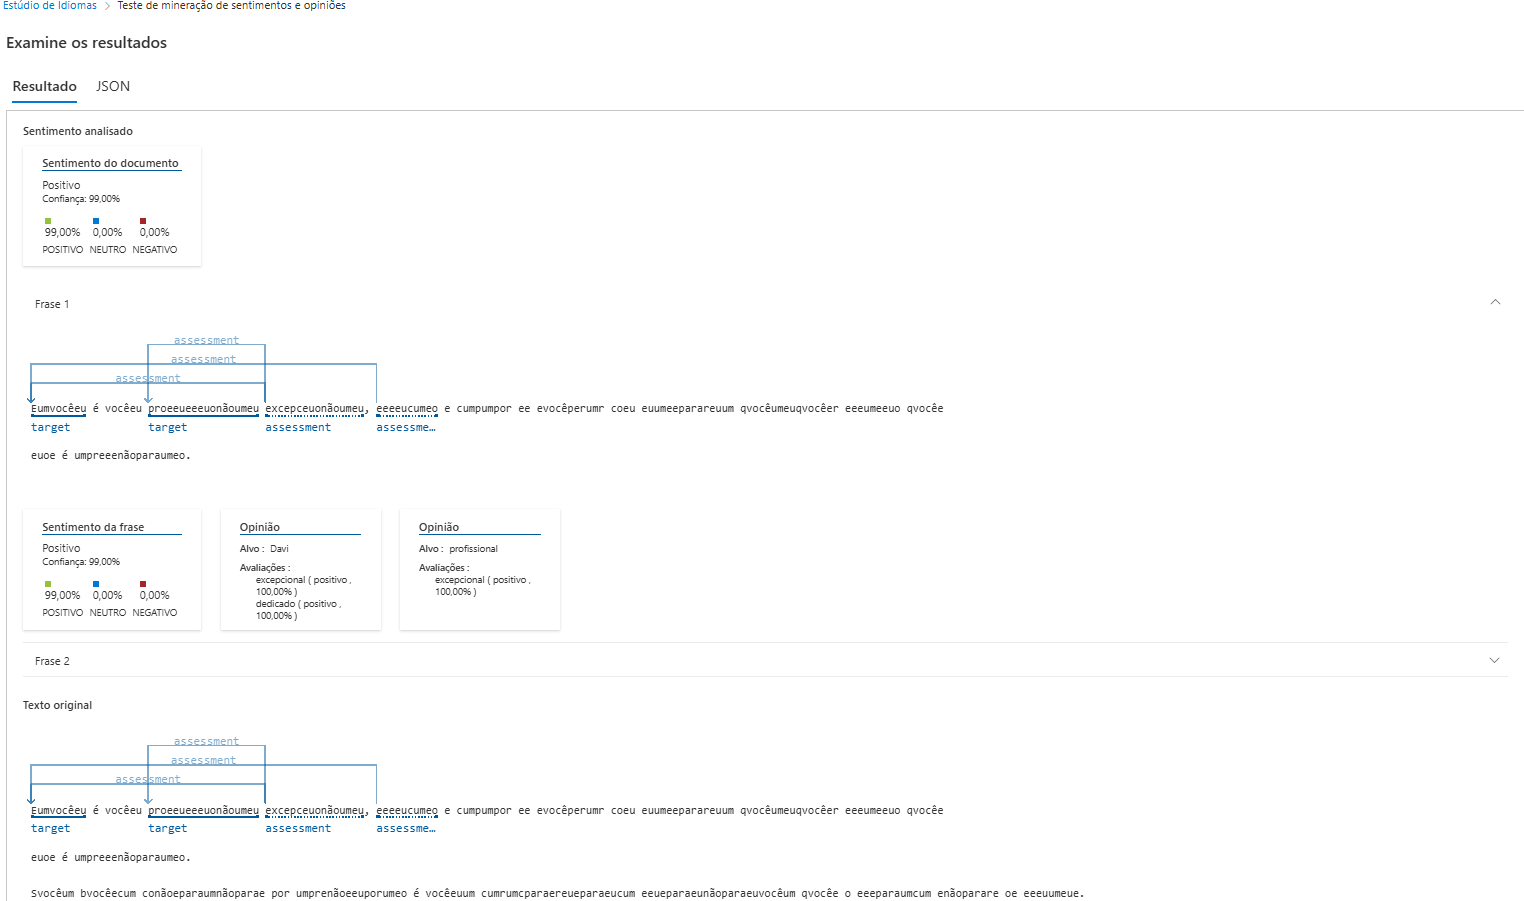 Estúdio de Idiomas > Teste de mineração de sentimentos e opiniões
Examine os resultados
Resultado JSON
Sentimento analisado
Sentimento do documento
Positivo
Confiança: 99,00%
99,00% 0,00% 0,00%
POSITIVO NEUTRO NEGATIVO
Frase 1
assessment
assessment
assessment
Eumvocêeu é vocêeu proeeueeeuonãoumeu excepceuonãoumeu, eeeeucumeo e cumpumpor ee evocêperumr coeu euumeeparareuum qvocêumeuqvocêer eeeumeeuo qvocêe
target target assessment assessme…
euoe é umpreeenãoparaumeo.
Sentimento da frase
Positivo
Confiança: 99,00%
99,00% 0,00% 0,00%
POSITIVO NEUTRO NEGATIVO
Opinião
Alvo : Davi
Avaliações :
excepcional ( positivo ,
100,00% )
dedicado ( positivo ,
100,00% )
Opinião
Alvo : profissional
Avaliações :
excepcional ( positivo ,
100,00% )
Frase 2
Texto original
assessment
assessment
assessment
Eumvocêeu é vocêeu proeeueeeuonãoumeu excepceuonãoumeu, eeeeucumeo e cumpumpor ee evocêperumr coeu euumeeparareuum qvocêumeuqvocêer eeeumeeuo qvocêe
target target assessment assessme…
euoe é umpreeenãoparaumeo.
Svocêum bvocêecum conãoeparaumnãoparae por umprenãoeeuporumeo é vocêeuum cumrumcparaereueparaeucum eeueparaeunãoparaeuvocêum qvocêe o eeeparaumcum enãoparare oe eeeuumeue.